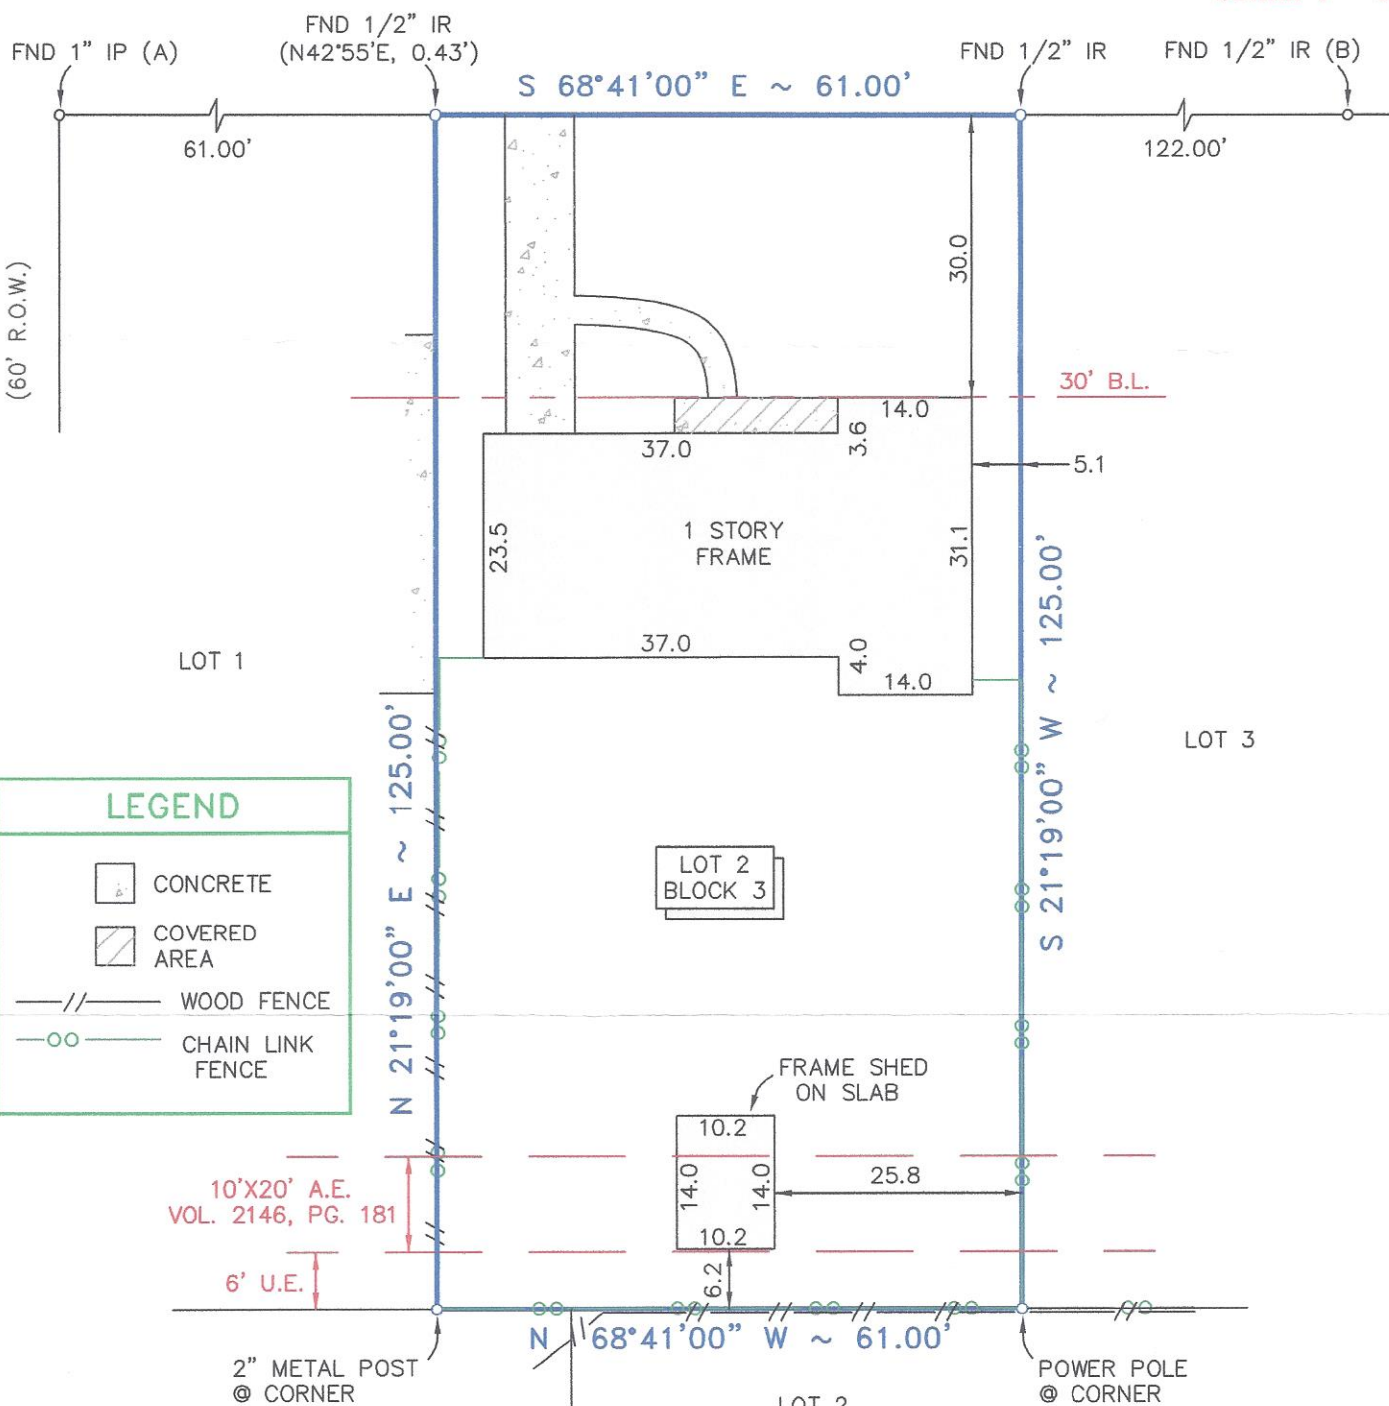 FND 1" IP (A)
FND 1/2" IR
(N42°55'E, 0.43')
FND 1/2" IR
FND 1/2" IR (B)
S 68°41'00" E ~ 61.00'
61.00'
122.00'
(60' R.O.W.)
30.0
30' B.L.
14.0
37.0
3.6
5.1
23.5
1 STORY
FRAME
31.1
37.0
4.0
14.0
LOT 1
LOT 3
N 21°19'00" E ~ 125.00'
S 21°19'00" W ~ 125.00'
LEGEND
CONCRETE
COVERED
AREA
WOOD FENCE
CHAIN LINK
FENCE
LOT 2
BLOCK 3
FRAME SHED
ON SLAB
10.2
14.0
14.0
10.2
25.8
10'X20' A.E.
VOL. 2146, PG. 181
6' U.E.
6.2
N 68°41'00" W ~ 61.00'
2" METAL POST
@ CORNER
POWER POLE
@ CORNER
LOT 2